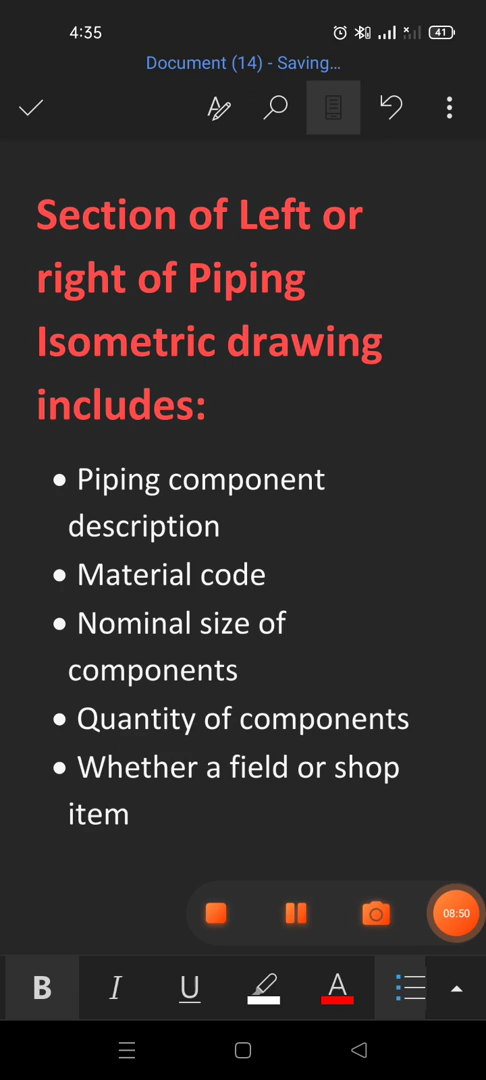 4:35
41
Document (14) - Saving...
Section of Left or
right of Piping
Isometric drawing
includes:
• Piping component
description
• Material code
• Nominal size of
components
• Quantity of components
• Whether a field or shop
item
08:50
B I U A